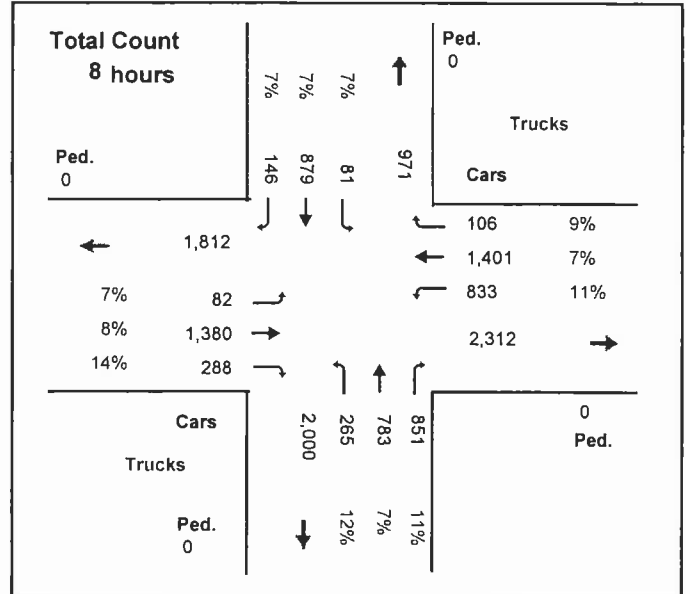 Total Count
8 hours
Ped.
0
7%
7%
7%
146
879
81
971
Ped.
0
Trucks
Cars
1,812
106 9%
1,401 7%
833 11%
7% 82
8% 1,380
14% 288
2,312
Cars
Trucks
Ped.
0
2,000
265
783
851
12%
7%
11%
0
Ped.